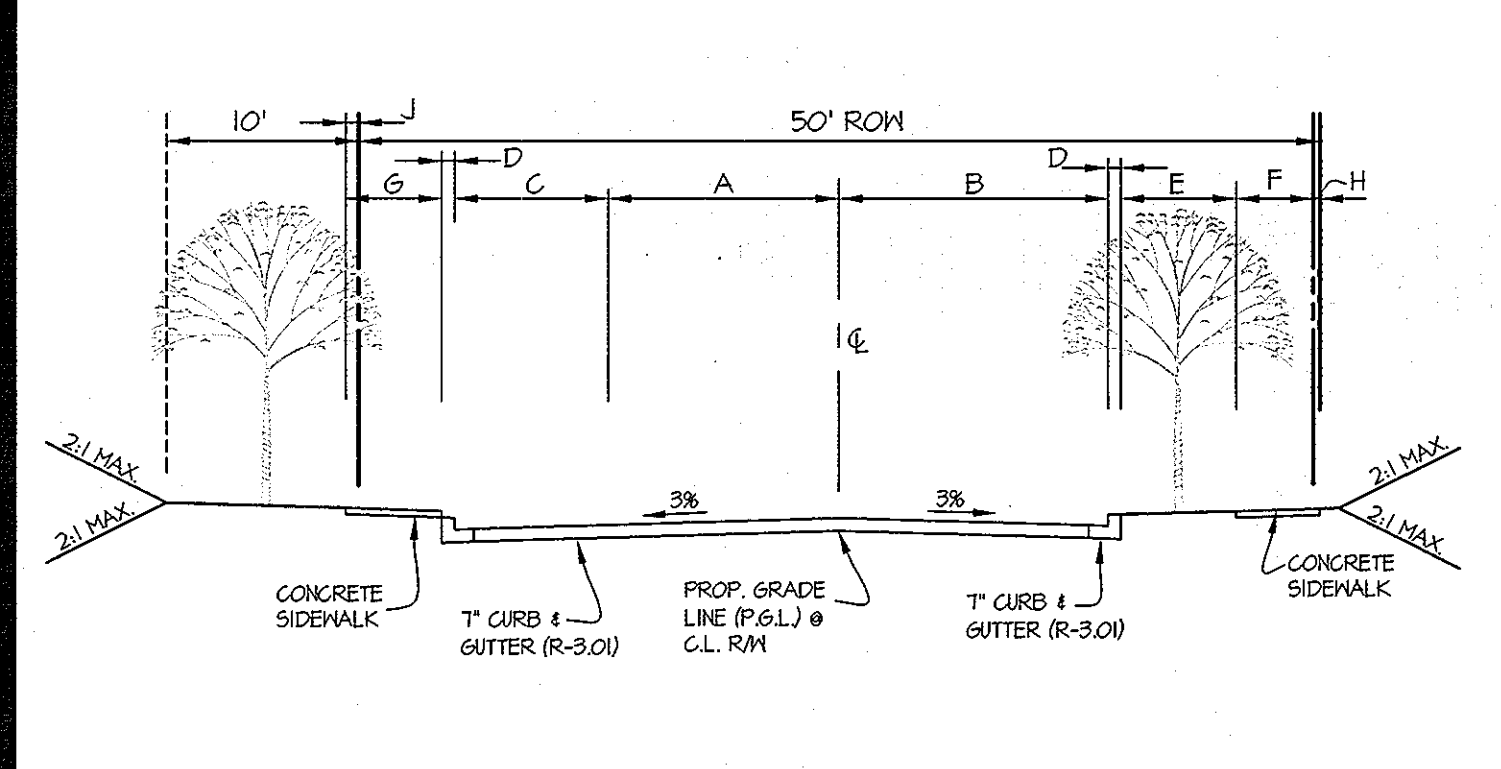 10'
J
50' ROW
D
D
G
C
A
B
E
F
H
℄
2:1 MAX.
2:1 MAX.
3%
3%
2:1 MAX.
2:1 MAX.
CONCRETE
SIDEWALK
7" CURB &
GUTTER (R-3.01)
PROP. GRADE
LINE (P.G.L.) @
C.L. R/W
7" CURB &
GUTTER (R-3.01)
CONCRETE
SIDEWALK